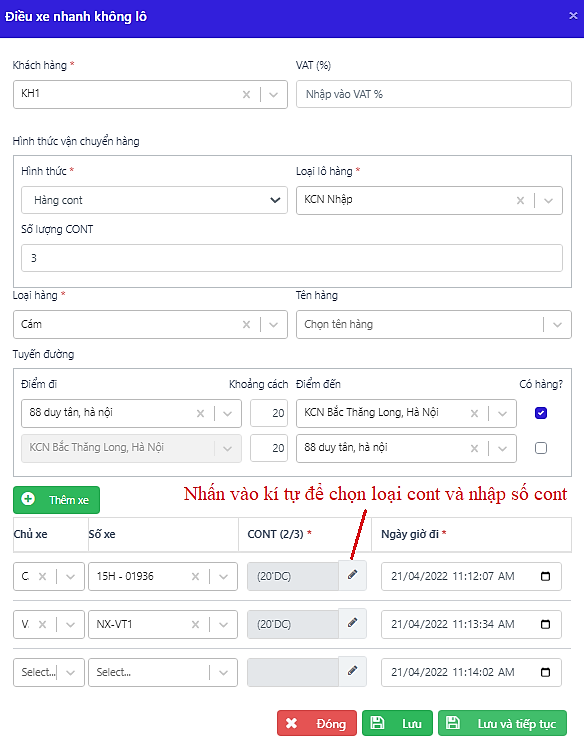 Điều xe nhanh không lô
Khách hàng * VAT (%)
KH1 Nhập vào VAT %
Hình thức vận chuyển hàng
Hình thức * Loại lô hàng *
Hàng cont KCN Nhập
Số lượng CONT
3
Loại hàng * Tên hàng
Cám Chọn tên hàng
Tuyến đường
Điểm đi Khoảng cách Điểm đến Có hàng?
88 duy tân, hà nội 20 KCN Bắc Thăng Long, Hà Nội
KCN Bắc Thăng Long, Hà Nội 20 88 duy tân, hà nội
Thêm xe Nhấn vào kí tự để chọn loại cont và nhập số cont
Chủ xe Số xe CONT (2/3) * Ngày giờ đi *
C. 15H - 01936 (20'DC) 21/04/2022 11:12:07 AM
V. NX-VT1 (20'DC) 21/04/2022 11:13:34 AM
Select... Select... 21/04/2022 11:14:02 AM
Đóng Lưu Lưu và tiếp tục